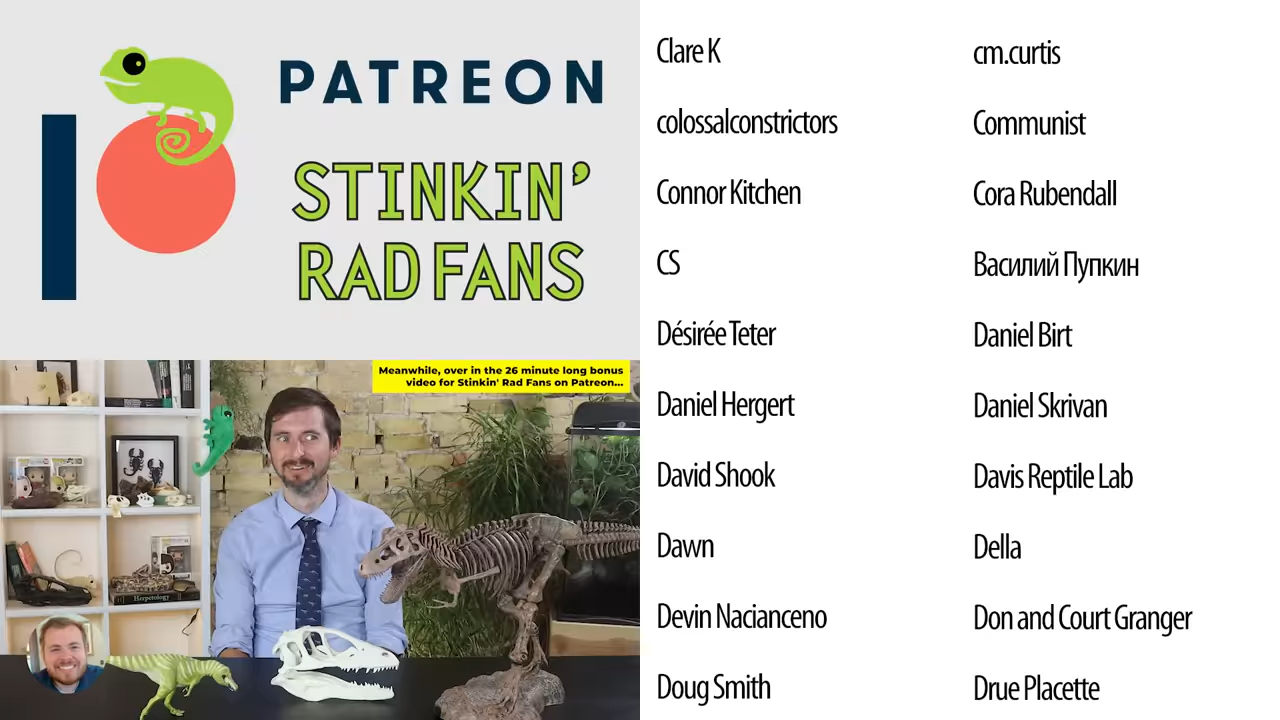 PATREON
STINKIN'
RAD FANS
Meanwhile, over in the 26 minute long bonus
video for Stinkin' Rad Fans on Patreon...
Herpetology
Clare K
colossalconstrictors
Connor Kitchen
CS
Désirée Teter
Daniel Hergert
David Shook
Dawn
Devin Nacianceno
Doug Smith
cm.curtis
Communist
Cora Rubendall
Василий Пупкин
Daniel Birt
Daniel Skrivan
Davis Reptile Lab
Della
Don and Court Granger
Drue Placette